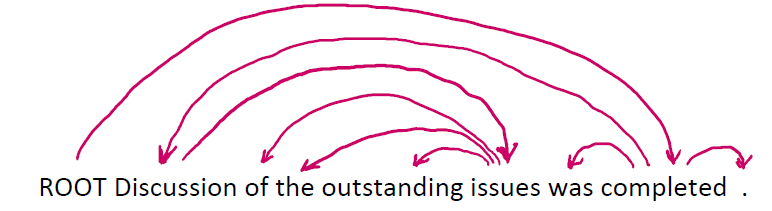 ROOT Discussion of the outstanding issues was completed .